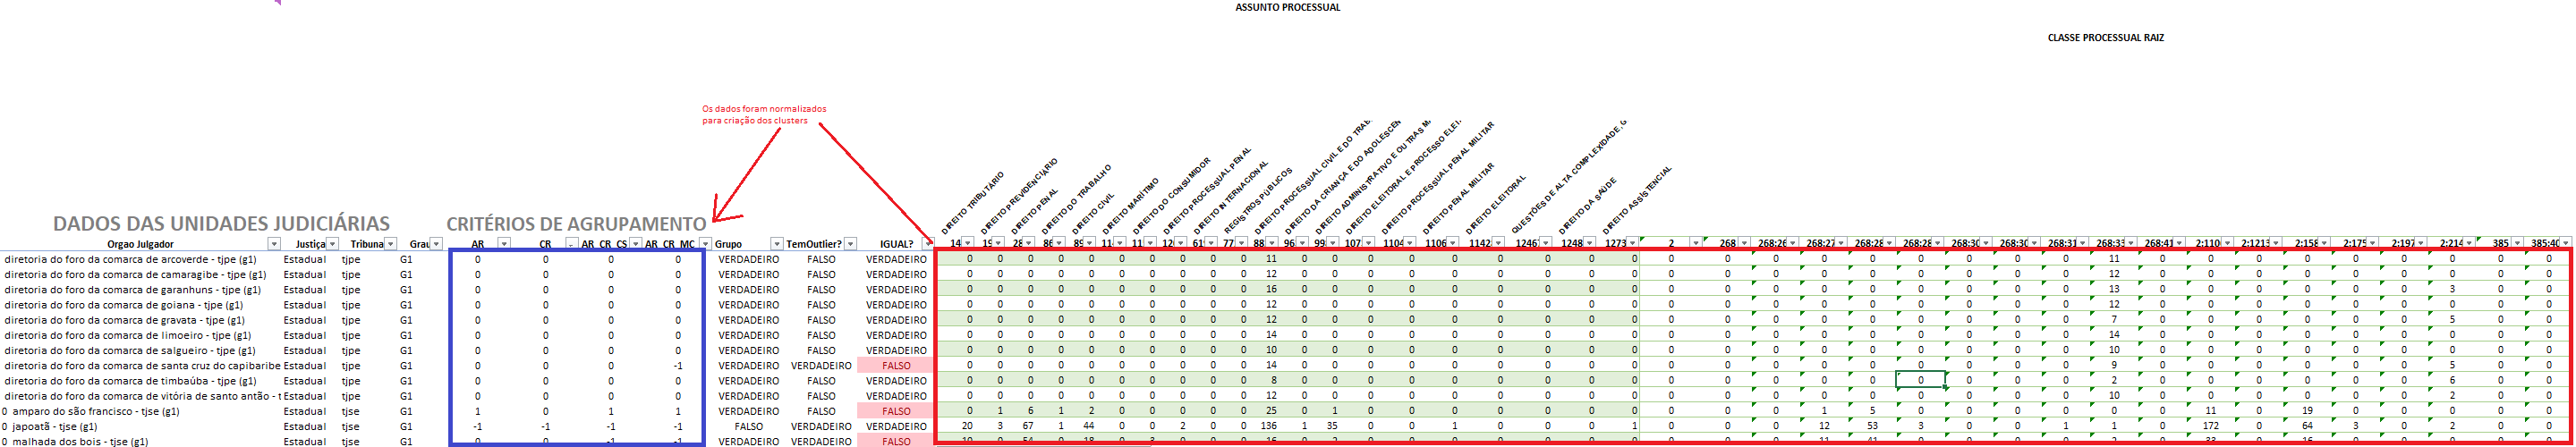 ASSUNTO PROCESSUAL
CLASSE PROCESSUAL RAIZ
Os dados foram normalizados
para criação dos clusters
DIREITO TRIBUTÁRIO
DIREITO PREVIDENCIÁRIO
DIREITO PENAL
DIREITO DO TRABALHO
DIREITO CIVIL
DIREITO MARÍTIMO
DIREITO DO CONSUMIDOR
DIREITO PROCESSUAL PENAL
DIREITO INTERNACIONAL
REGISTROS PÚBLICOS
DIREITO PROCESSUAL CIVIL E DO TRAB
DIREITO DA CRIANÇA E DO ADOLESCEN
DIREITO ADMINISTRATIVO E OUTRAS M
DIREITO ELEITORAL E PROCESSO ELEI
DIREITO PROCESSUAL PENAL MILITAR
DIREITO PENAL MILITAR
DIREITO ELEITORAL
QUESTÕES DE ALTA COMPLEXIDADE, G
DIREITO DA SAÚDE
DIREITO ASSISTENCIAL
DADOS DAS UNIDADES JUDICIÁRIAS CRITÉRIOS DE AGRUPAMENTO
Orgao Julgador Justiça Tribuna Grau AR CR AR_CR_CS AR_CR_MC Grupo TemOutlier? IGUAL? 14 19 28 86 89 11 11 12 61 77 88 96 99 107 1104 1106 1142 1246 1248 1273 2 268 268:26 268:27 268:28 268:28 268:30 268:30 268:31 268:33 268:41 2:110 2:1213 2:158 2:175 2:197 2:214 385 385:40
diretoria do foro da comarca de arcoverde - tjpe (g1) Estadual tjpe G1 0 0 0 0 VERDADEIRO FALSO VERDADEIRO 0 0 0 0 0 0 0 0 0 0 11 0 0 0 0 0 0 0 0 0 0 0 0 0 0 0 0 0 0 11 0 0 0 0 0 0 0 0 0
diretoria do foro da comarca de camaragibe - tjpe (g1) Estadual tjpe G1 0 0 0 0 VERDADEIRO FALSO VERDADEIRO 0 0 0 0 0 0 0 0 0 0 12 0 0 0 0 0 0 0 0 0 0 0 0 0 0 0 0 0 0 12 0 0 0 0 0 0 0 0 0
diretoria do foro da comarca de garanhuns - tjpe (g1) Estadual tjpe G1 0 0 0 0 VERDADEIRO FALSO VERDADEIRO 0 0 0 0 0 0 0 0 0 0 16 0 0 0 0 0 0 0 0 0 0 0 0 0 0 0 0 0 0 13 0 0 0 0 0 0 3 0 0
diretoria do foro da comarca de goiana - tjpe (g1) Estadual tjpe G1 0 0 0 0 VERDADEIRO FALSO VERDADEIRO 0 0 0 0 0 0 0 0 0 0 12 0 0 0 0 0 0 0 0 0 0 0 0 0 0 0 0 0 0 12 0 0 0 0 0 0 0 0 0
diretoria do foro da comarca de gravata - tjpe (g1) Estadual tjpe G1 0 0 0 0 VERDADEIRO FALSO VERDADEIRO 0 0 0 0 0 0 0 0 0 0 12 0 0 0 0 0 0 0 0 0 0 0 0 0 0 0 0 0 0 7 0 0 0 0 0 0 5 0 0
diretoria do foro da comarca de limoeiro - tjpe (g1) Estadual tjpe G1 0 0 0 0 VERDADEIRO FALSO VERDADEIRO 0 0 0 0 0 0 0 0 0 0 14 0 0 0 0 0 0 0 0 0 0 0 0 0 0 0 0 0 0 14 0 0 0 0 0 0 0 0 0
diretoria do foro da comarca de salgueiro - tjpe (g1) Estadual tjpe G1 0 0 0 0 VERDADEIRO FALSO VERDADEIRO 0 0 0 0 0 0 0 0 0 0 10 0 0 0 0 0 0 0 0 0 0 0 0 0 0 0 0 0 0 10 0 0 0 0 0 0 0 0 0
diretoria do foro da comarca de santa cruz do capibaribe Estadual tjpe G1 0 0 0 -1 VERDADEIRO VERDADEIRO FALSO 0 0 0 0 0 0 0 0 0 0 14 0 0 0 0 0 0 0 0 0 0 0 0 0 0 0 0 0 0 9 0 0 0 0 0 0 5 0 0
diretoria do foro da comarca de timbaúba - tjpe (g1) Estadual tjpe G1 0 0 0 0 VERDADEIRO FALSO VERDADEIRO 0 0 0 0 0 0 0 0 0 0 8 0 0 0 0 0 0 0 0 0 0 0 0 0 0 0 0 0 0 2 0 0 0 0 0 0 6 0 0
diretoria do foro da comarca de vitória de santo antão - t Estadual tjpe G1 0 0 0 0 VERDADEIRO FALSO VERDADEIRO 0 0 0 0 0 0 0 0 0 0 12 0 0 0 0 0 0 0 0 0 0 0 0 0 0 0 0 0 0 10 0 0 0 0 0 0 2 0 0
0 amparo do são francisco - tjse (g1) Estadual tjse G1 1 0 1 1 VERDADEIRO FALSO FALSO 0 1 6 1 2 0 0 0 0 0 25 0 1 0 0 0 0 0 0 0 0 0 0 1 5 0 0 0 0 0 0 11 0 19 0 0 0 0 0
0 japoatã - tjse (g1) Estadual tjse G1 -1 -1 -1 -1 FALSO VERDADEIRO VERDADEIRO 20 3 67 1 44 0 0 2 0 0 136 1 35 0 0 1 0 0 0 1 0 0 0 12 53 3 0 0 1 1 0 172 0 64 3 0 2 0 0
0 malhada dos bois - tjse (g1) Estadual tjse G1 0 0 -1 -1 VERDADEIRO VERDADEIRO FALSO 10 0 54 0 18 0 3 0 0 0 16 0 2 0 0 0 0 0 0 0 0 0 0 11 41 0 0 0 0 2 0 33 0 16 0 0 0 0 0